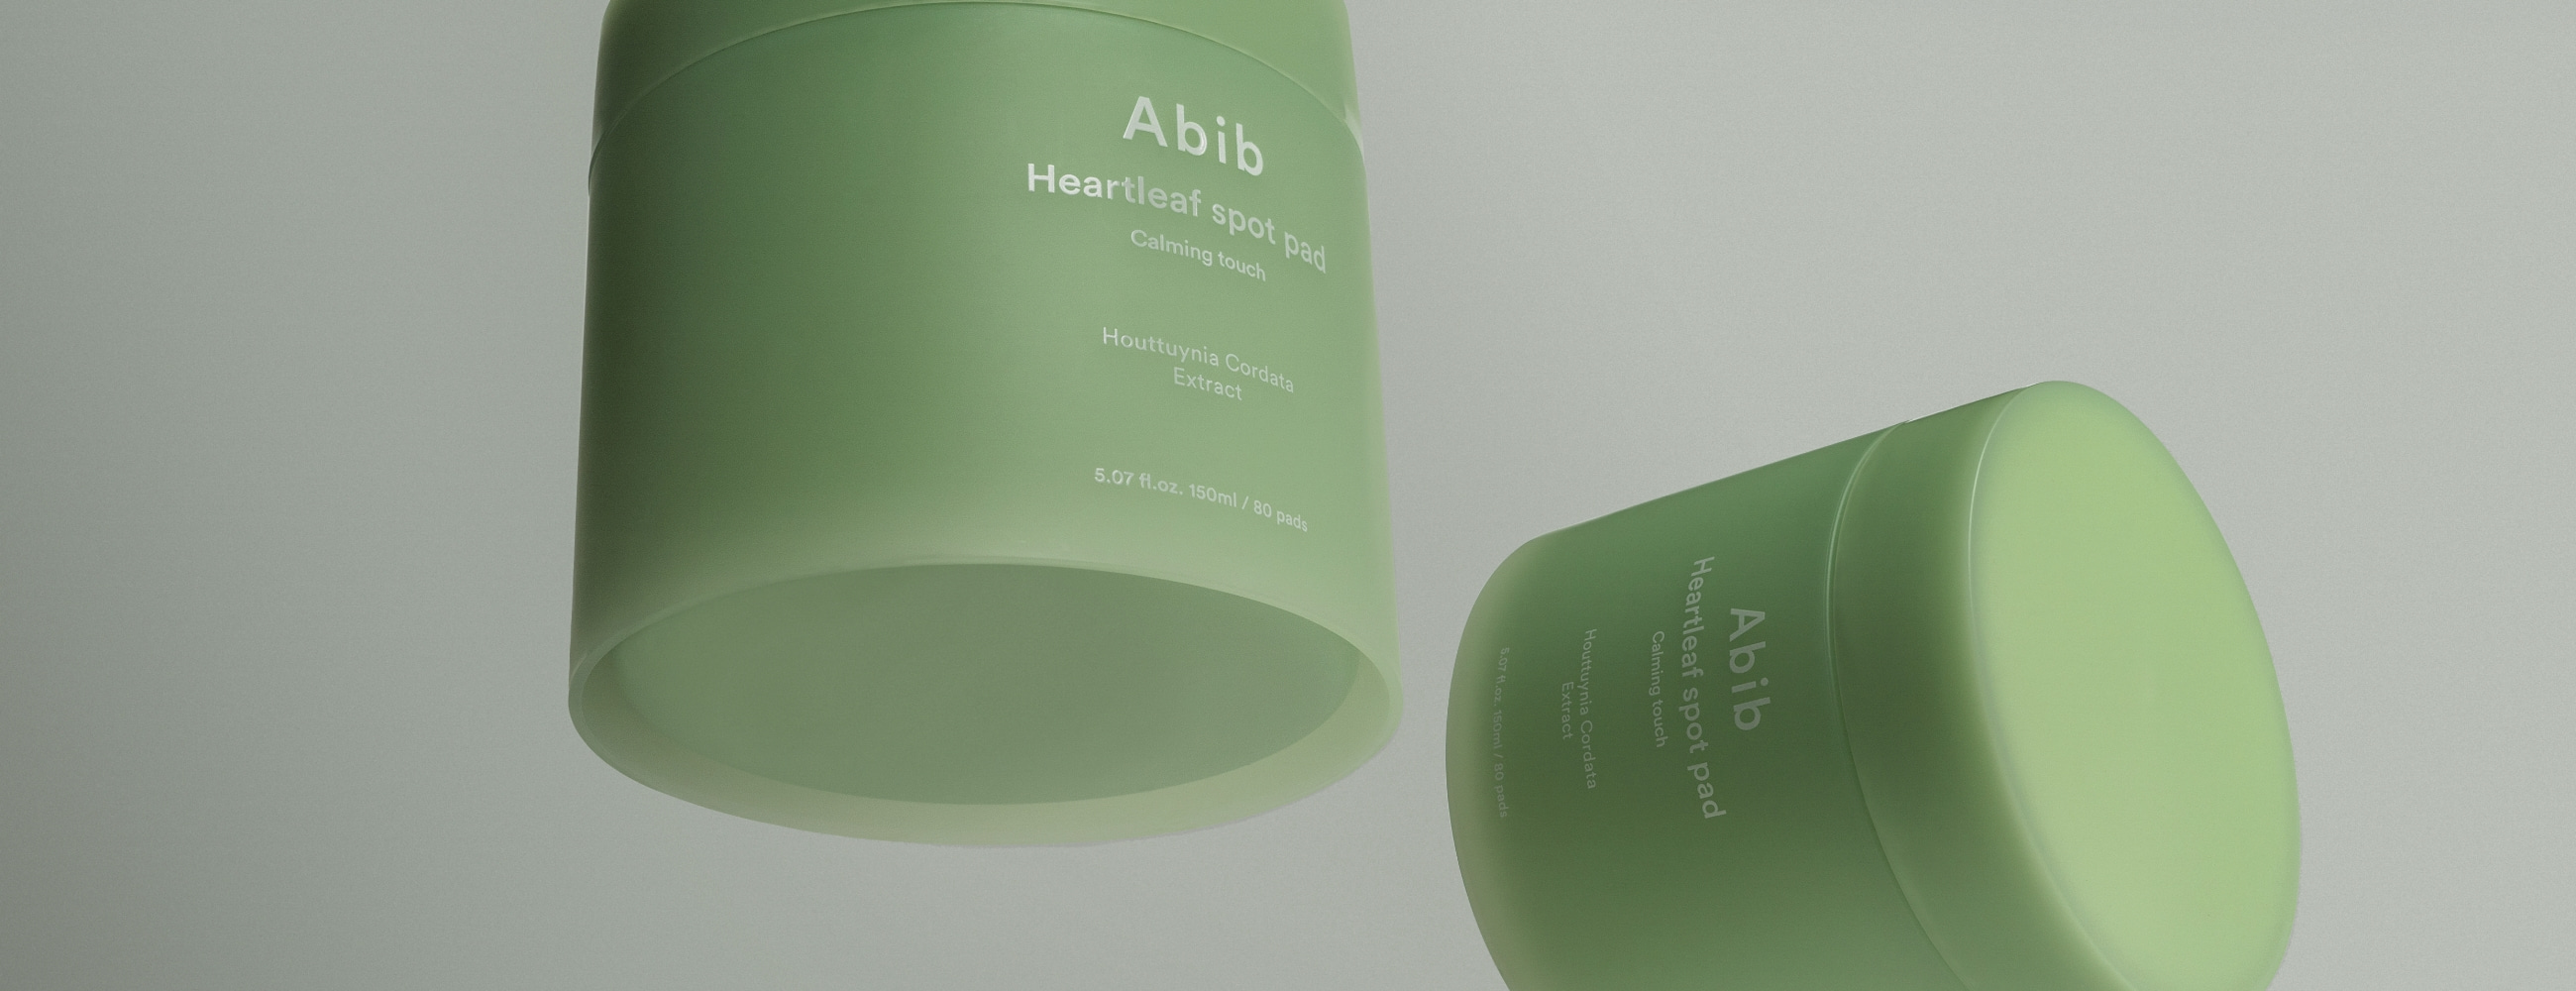 Abib
Heartleaf spot pad
Calming touch
Houttuynia Cordata
Extract
5.07 fl.oz. 150ml / 80 pads
Abib
Heartleaf spot pad
Calming touch
Houttuynia Cordata
Extract
5.07 fl.oz. 150ml / 80 pads